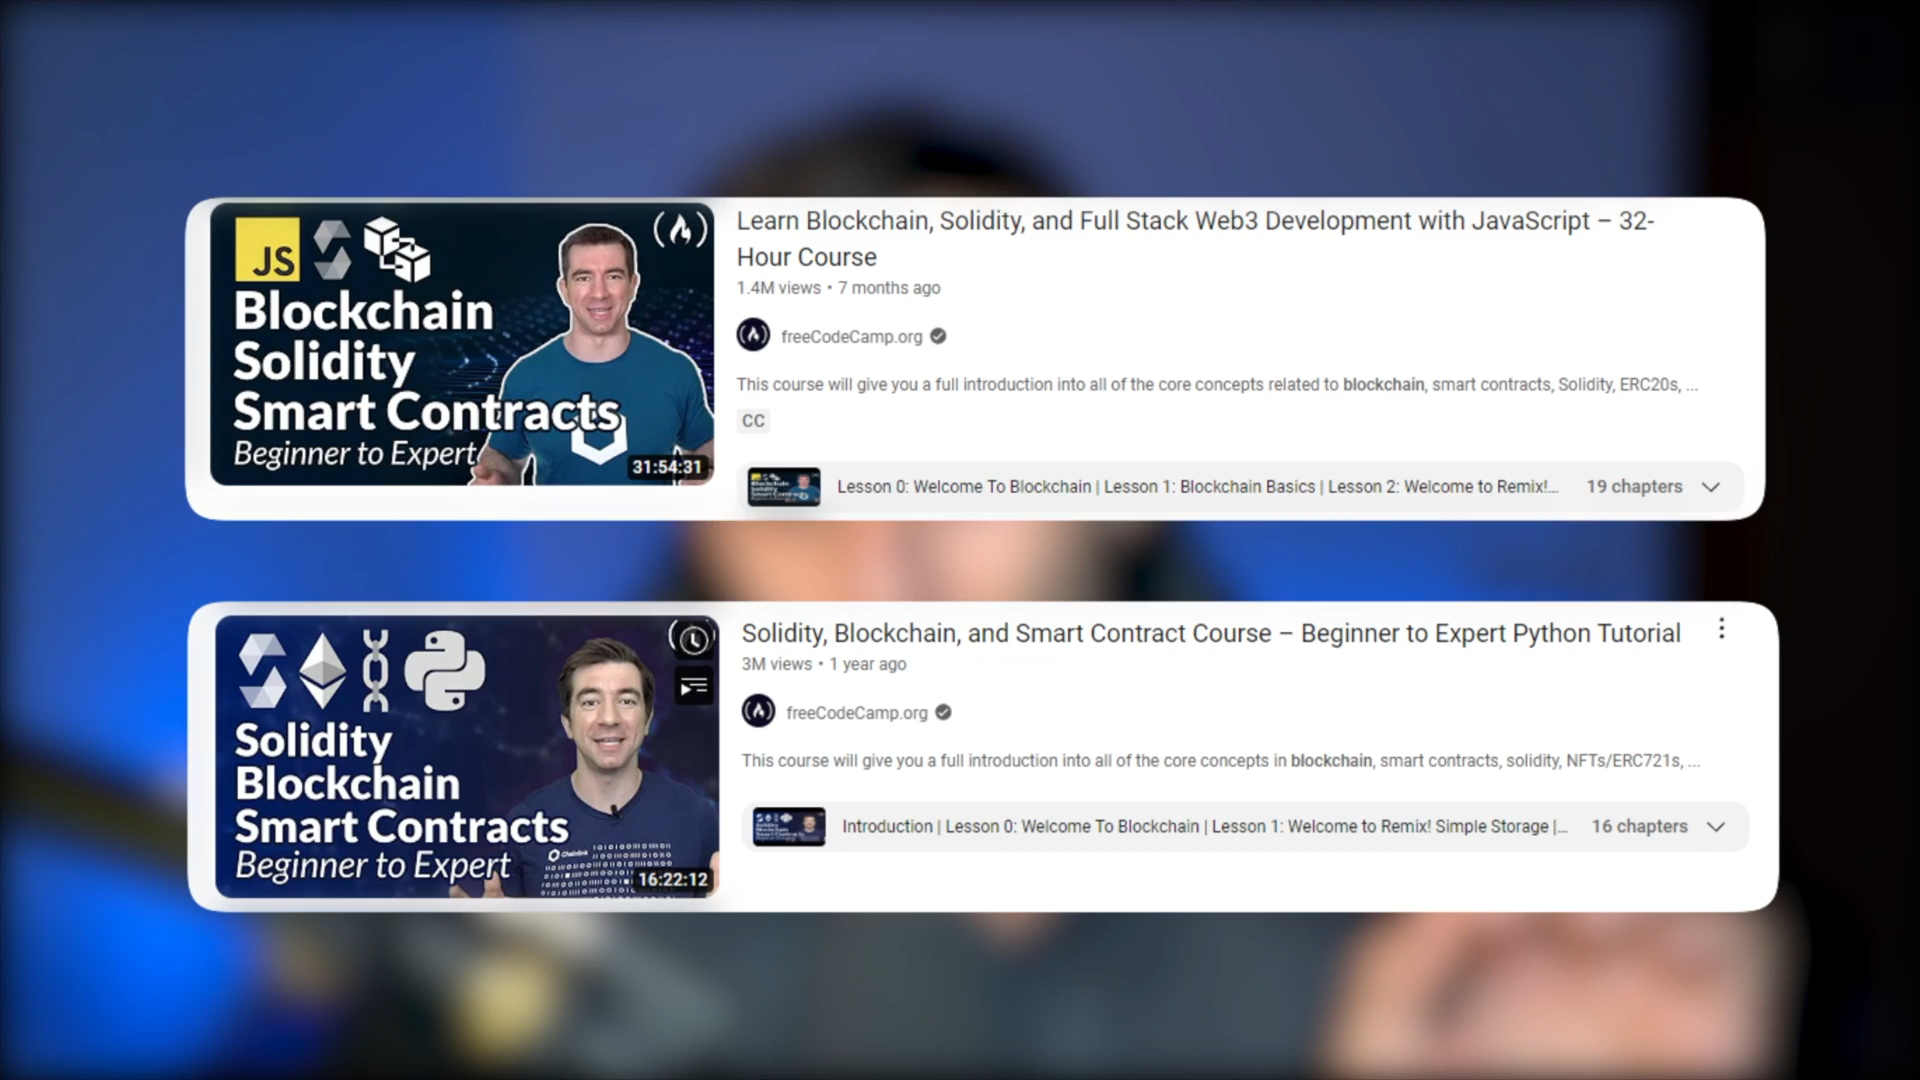 JS
Blockchain
Solidity
Smart Contracts
Beginner to Expert
31:54:31
Learn Blockchain, Solidity, and Full Stack Web3 Development with JavaScript – 32-
Hour Course
1.4M views • 7 months ago
freeCodeCamp.org
This course will give you a full introduction into all of the core concepts related to blockchain, smart contracts, Solidity, ERC20s, ...
CC
Lesson 0: Welcome To Blockchain | Lesson 1: Blockchain Basics | Lesson 2: Welcome to Remix!... 19 chapters
Solidity
Blockchain
Smart Contracts
Beginner to Expert
Chainlink
16:22:12
Solidity, Blockchain, and Smart Contract Course – Beginner to Expert Python Tutorial
3M views • 1 year ago
freeCodeCamp.org
This course will give you a full introduction into all of the core concepts in blockchain, smart contracts, solidity, NFTs/ERC721s, ...
Introduction | Lesson 0: Welcome To Blockchain | Lesson 1: Welcome to Remix! Simple Storage |... 16 chapters